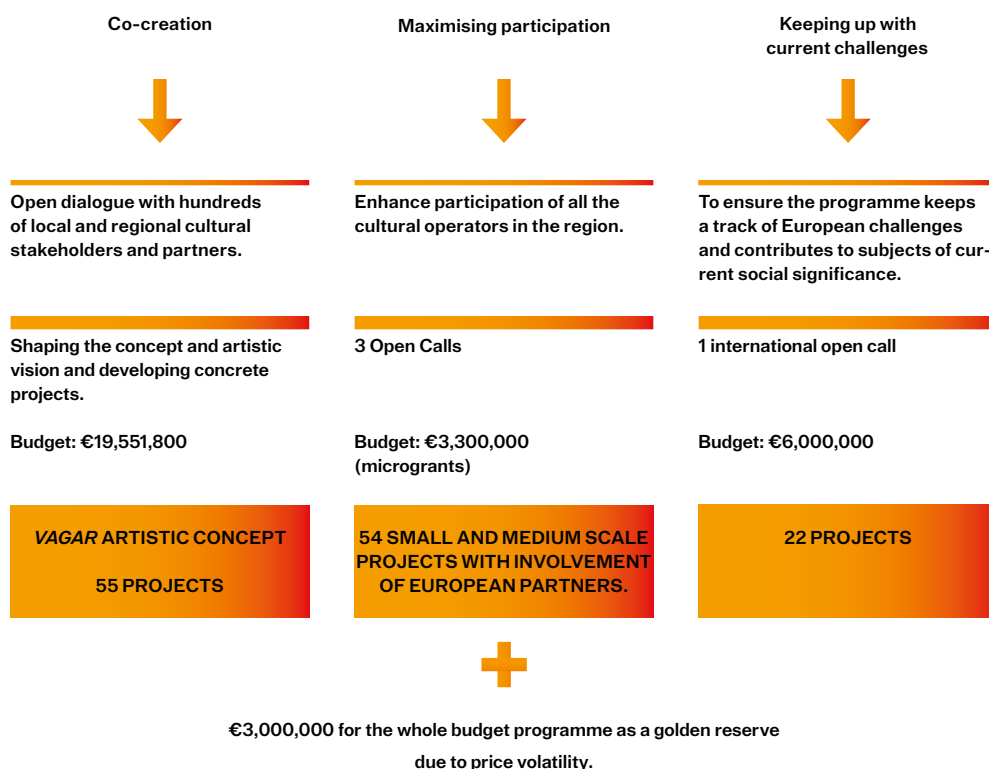 Co-creation
Maximising participation
Keeping up with
current challenges
Open dialogue with hundreds
of local and regional cultural
stakeholders and partners.
Enhance participation of all the
cultural operators in the region.
To ensure the programme keeps
a track of European challenges
and contributes to subjects of cur-
rent social significance.
Shaping the concept and artistic
vision and developing concrete
projects.
3 Open Calls
1 international open call
Budget: €19,551,800
Budget: €3,300,000
(microgrants)
Budget: €6,000,000
VAGAR ARTISTIC CONCEPT
55 PROJECTS
54 SMALL AND MEDIUM SCALE
PROJECTS WITH INVOLVEMENT
OF EUROPEAN PARTNERS.
22 PROJECTS
€3,000,000 for the whole budget programme as a golden reserve
due to price volatility.